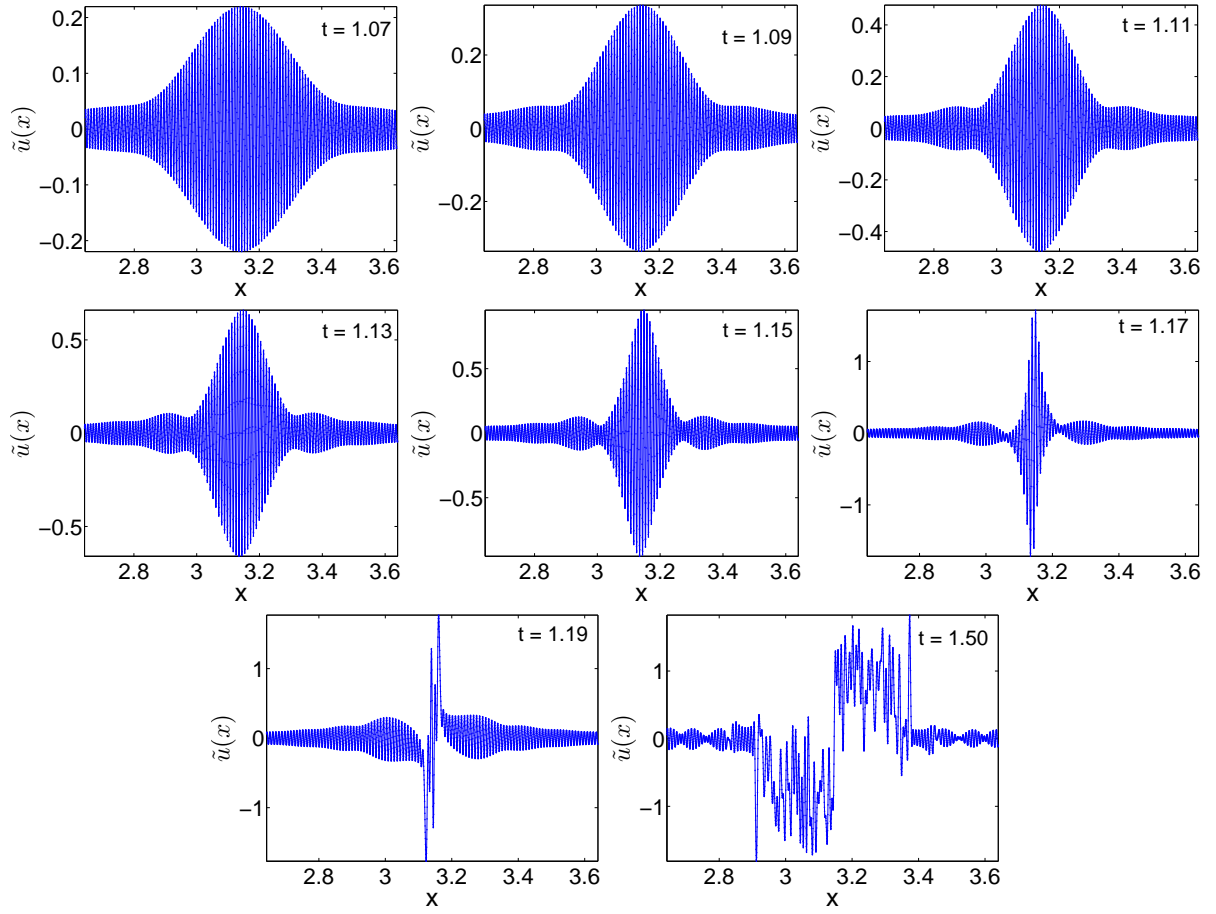 0.2
0.1
0
−0.1
−0.2
ũ(x)
t = 1.07
2.8 3 3.2 3.4 3.6
x
0.2
0
−0.2
ũ(x)
t = 1.09
2.8 3 3.2 3.4 3.6
x
0.4
0.2
0
−0.2
−0.4
ũ(x)
t = 1.11
2.8 3 3.2 3.4 3.6
x
0.5
0
−0.5
ũ(x)
t = 1.13
2.8 3 3.2 3.4 3.6
x
0.5
0
−0.5
ũ(x)
t = 1.15
2.8 3 3.2 3.4 3.6
x
1
0
−1
ũ(x)
t = 1.17
2.8 3 3.2 3.4 3.6
x
1
0
−1
ũ(x)
t = 1.19
2.8 3 3.2 3.4 3.6
x
1
0
−1
ũ(x)
t = 1.50
2.8 3 3.2 3.4 3.6
x